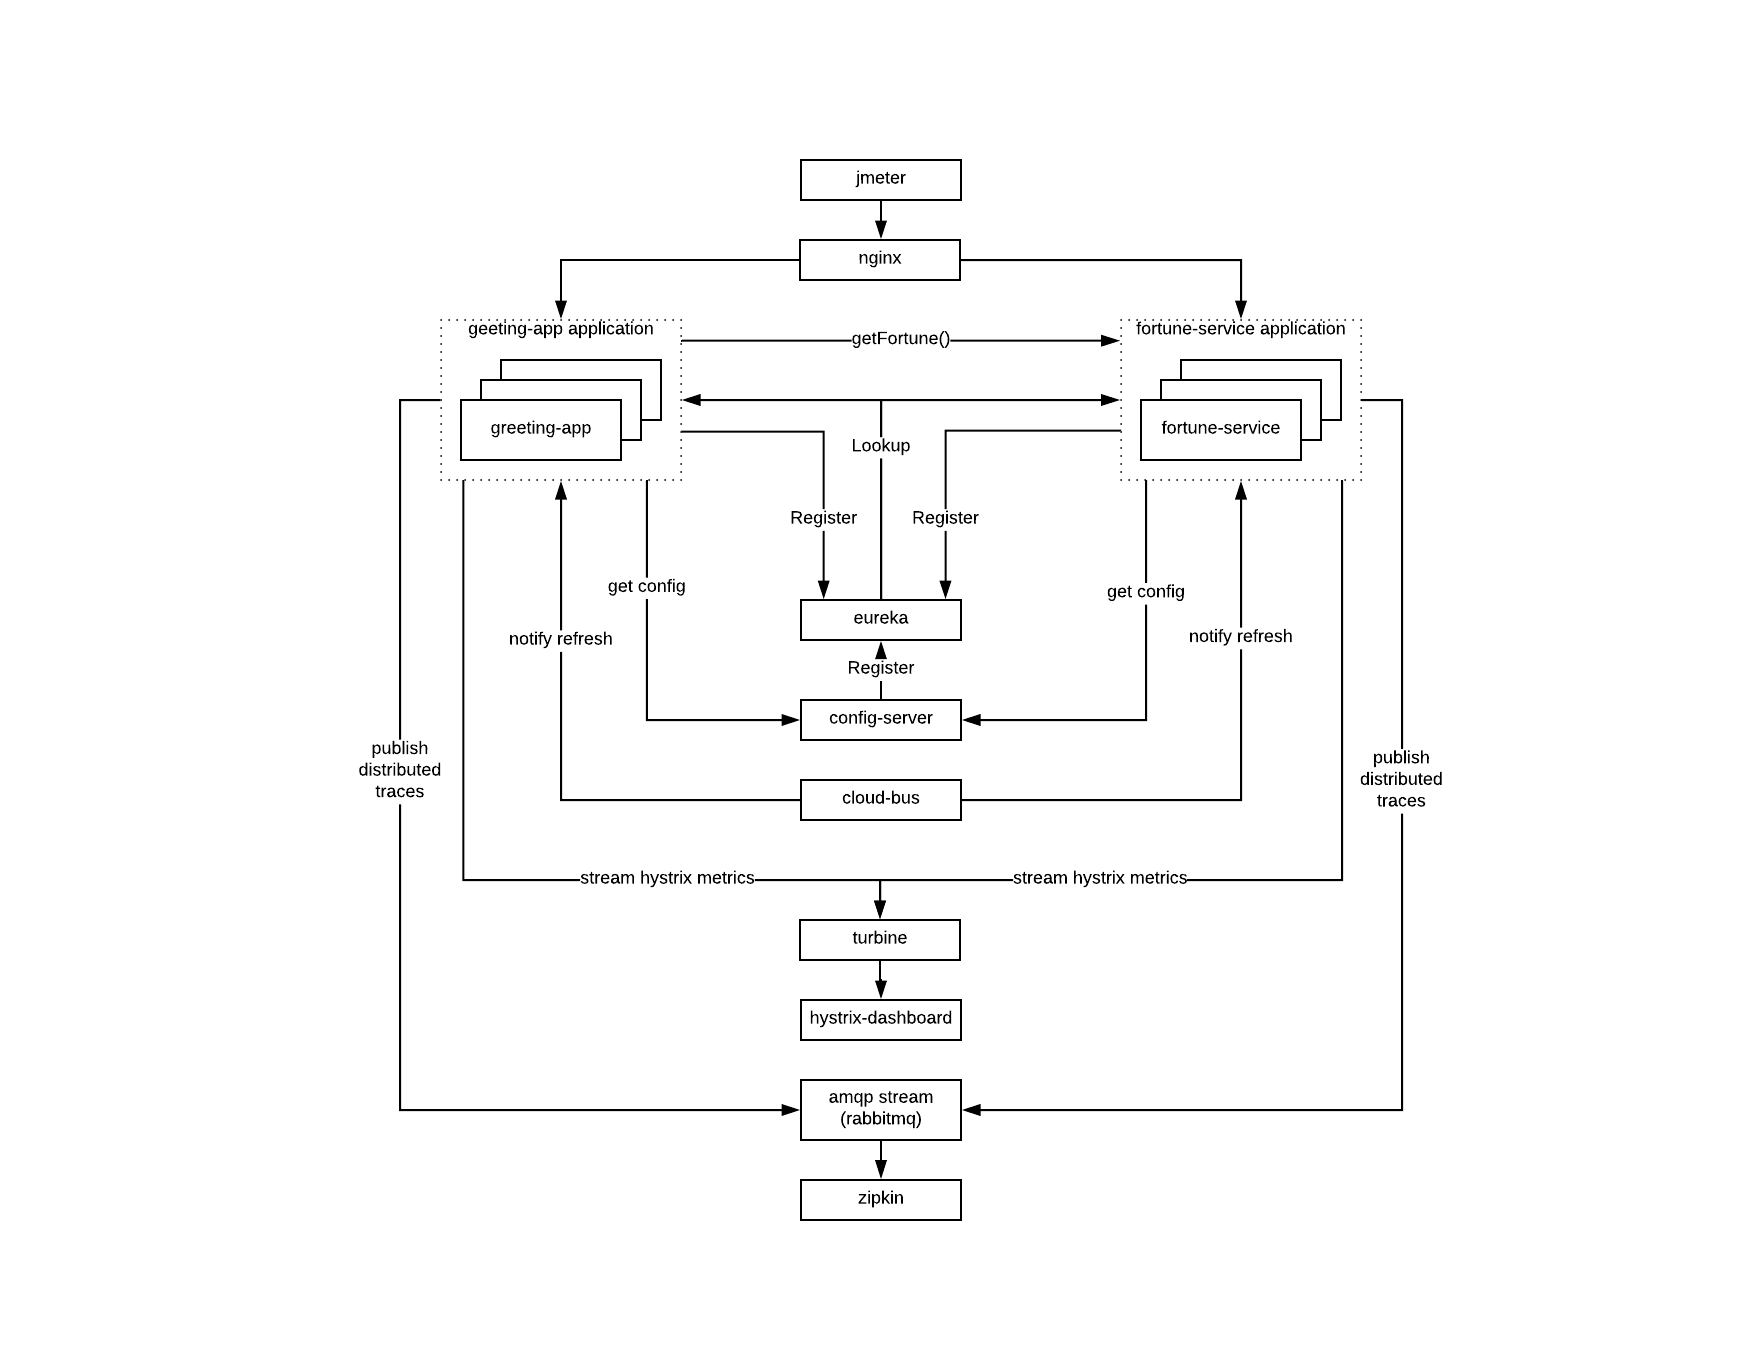 jmeter
nginx
geeting-app application
getFortune()
fortune-service application
greeting-app
Lookup
fortune-service
Register
Register
get config
get config
eureka
notify refresh
notify refresh
Register
config-server
publish
distributed
traces
publish
distributed
traces
cloud-bus
stream hystrix metrics
stream hystrix metrics
turbine
hystrix-dashboard
amqp stream
(rabbitmq)
zipkin